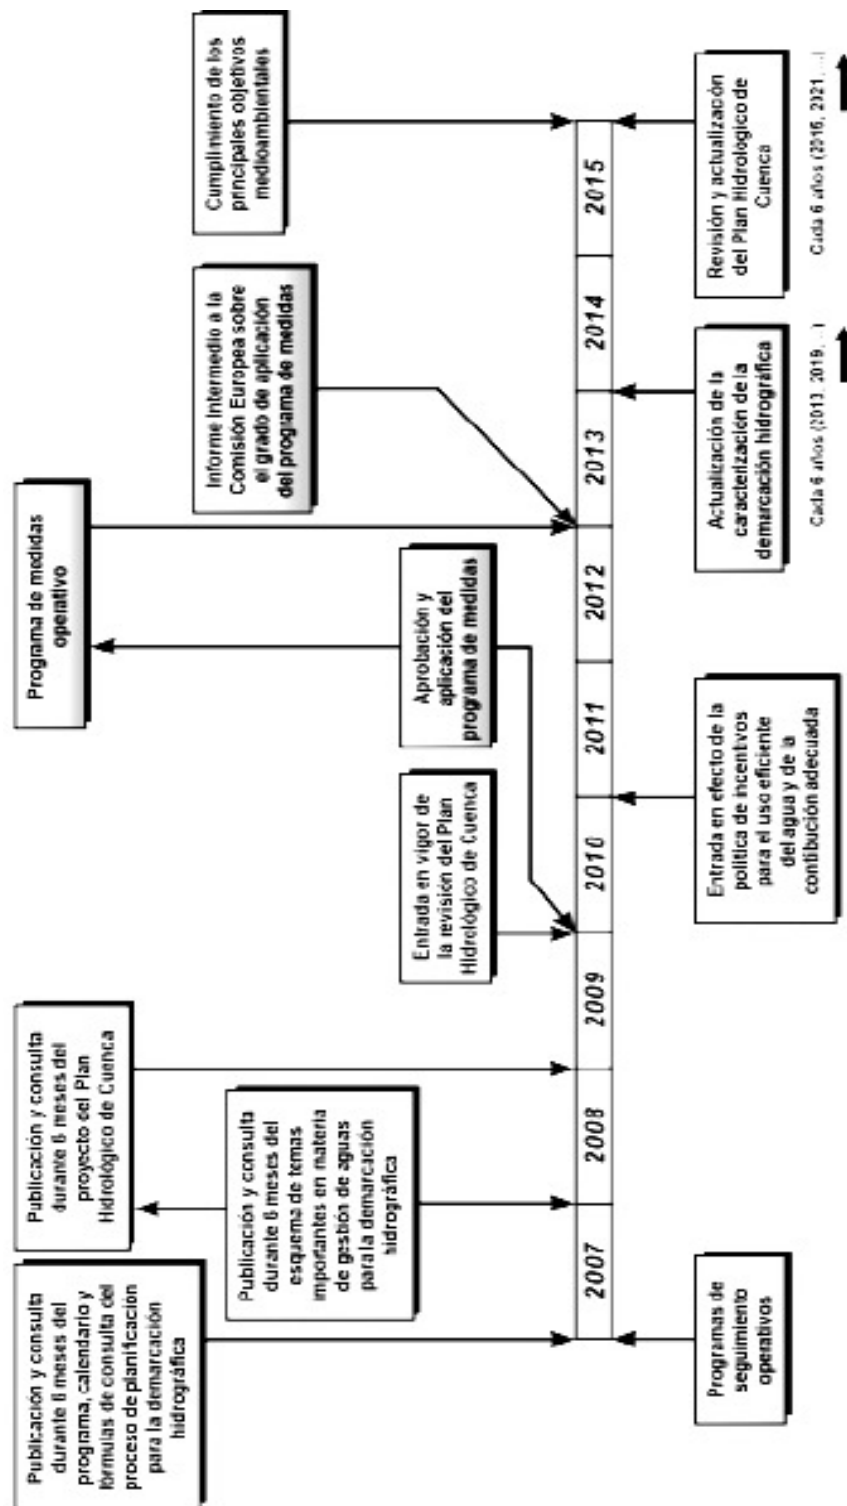 Publicación y consulta
durante 6 meses del
programa, calendario y
fórmulas de consulta del
proceso de planificación
para la demarcación
hidrográfica
Publicación y consulta
durante 6 meses del
proyecto del Plan
Hidrológico de Cuenca
Publicación y consulta
durante 6 meses del
esquema de temas
importantes en materia
de gestión de aguas
para la demarcación
hidrográfica
Entrada en vigor de
la revisión del Plan
Hidrológico de Cuenca
Aprobación y
aplicación del
programa de medidas
Programa de medidas
operativo
Informe Intermedio a la
Comisión Europea sobre
el grado de aplicación
del programa de medidas
Cumplimiento de los
principales objetivos
medioambientales
2007 2008 2009 2010 2011 2012 2013 2014 2015
Programas de
seguimiento
operativos
Entrada en efecto de la
política de incentivos
para el uso eficiente
del agua y de la
contibución adecuada
Actualización de la
caracterización de la
demarcación hidrográfica
Cada 6 años (2013, 2019, ...)
Revisión y actualización
del Plan Hidrológico de
Cuenca
Cada 6 años (2015, 2021, ...)